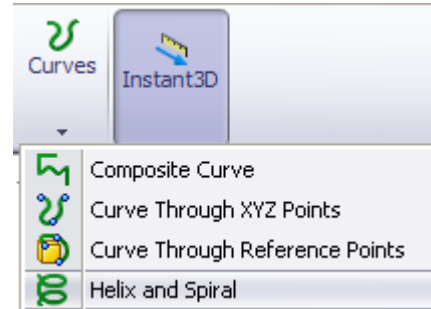 Curves
Instant3D
Composite Curve
Curve Through XYZ Points
Curve Through Reference Points
Helix and Spiral